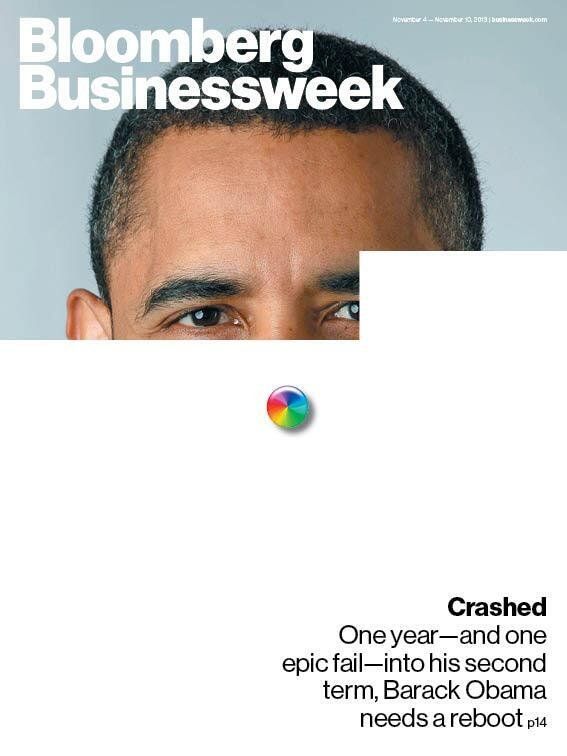 Bloomberg
Businessweek
November 4 — November 10, 2013 | businessweek.com
Crashed
One year—and one
epic fail—into his second
term, Barack Obama
needs a reboot p14